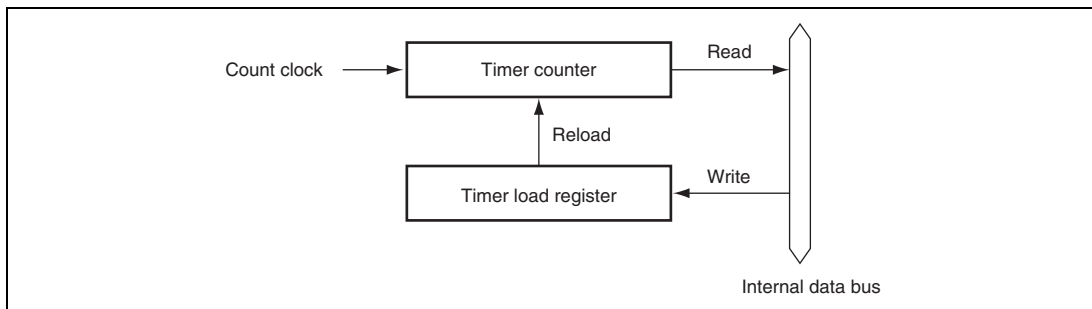 Read
Count clock
Timer counter
Reload
Write
Timer load register
Internal data bus